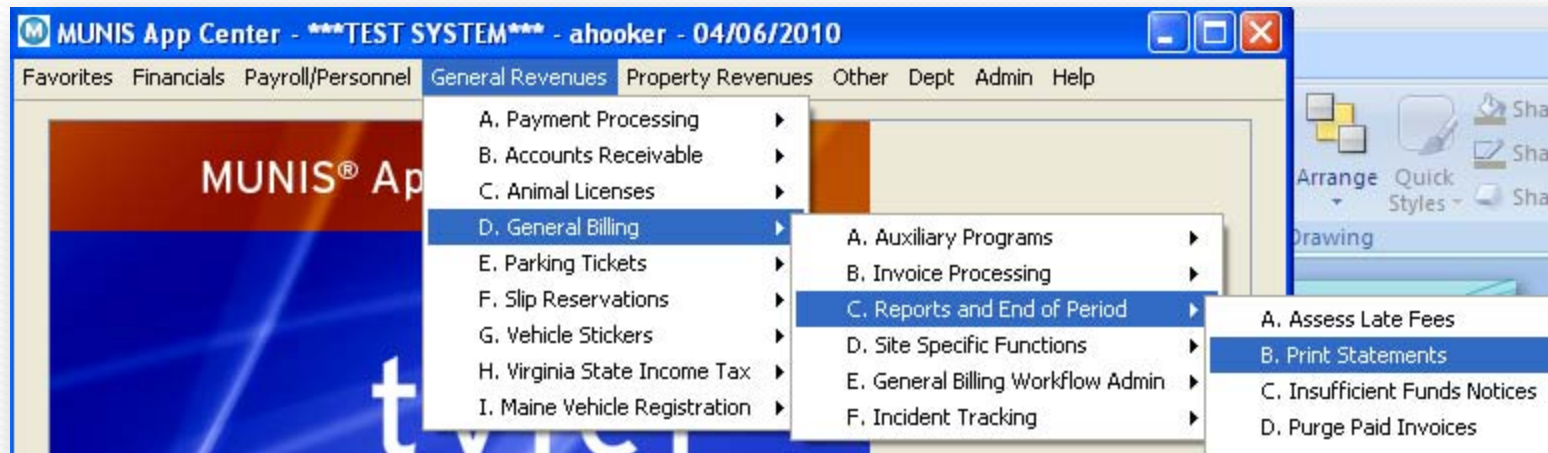 MUNIS App Center - ***TEST SYSTEM*** - ahooker - 04/06/2010
Favorites Financials Payroll/Personnel General Revenues Property Revenues Other Dept Admin Help
MUNIS® Ap
A. Payment Processing
B. Accounts Receivable
C. Animal Licenses
D. General Billing
E. Parking Tickets
F. Slip Reservations
G. Vehicle Stickers
H. Virginia State Income Tax
I. Maine Vehicle Registration
A. Auxiliary Programs
B. Invoice Processing
C. Reports and End of Period
D. Site Specific Functions
E. General Billing Workflow Admin
F. Incident Tracking
A. Assess Late Fees
B. Print Statements
C. Insufficient Funds Notices
D. Purge Paid Invoices
Arrange
Quick
Styles
Sha
Sha
Sha
Drawing